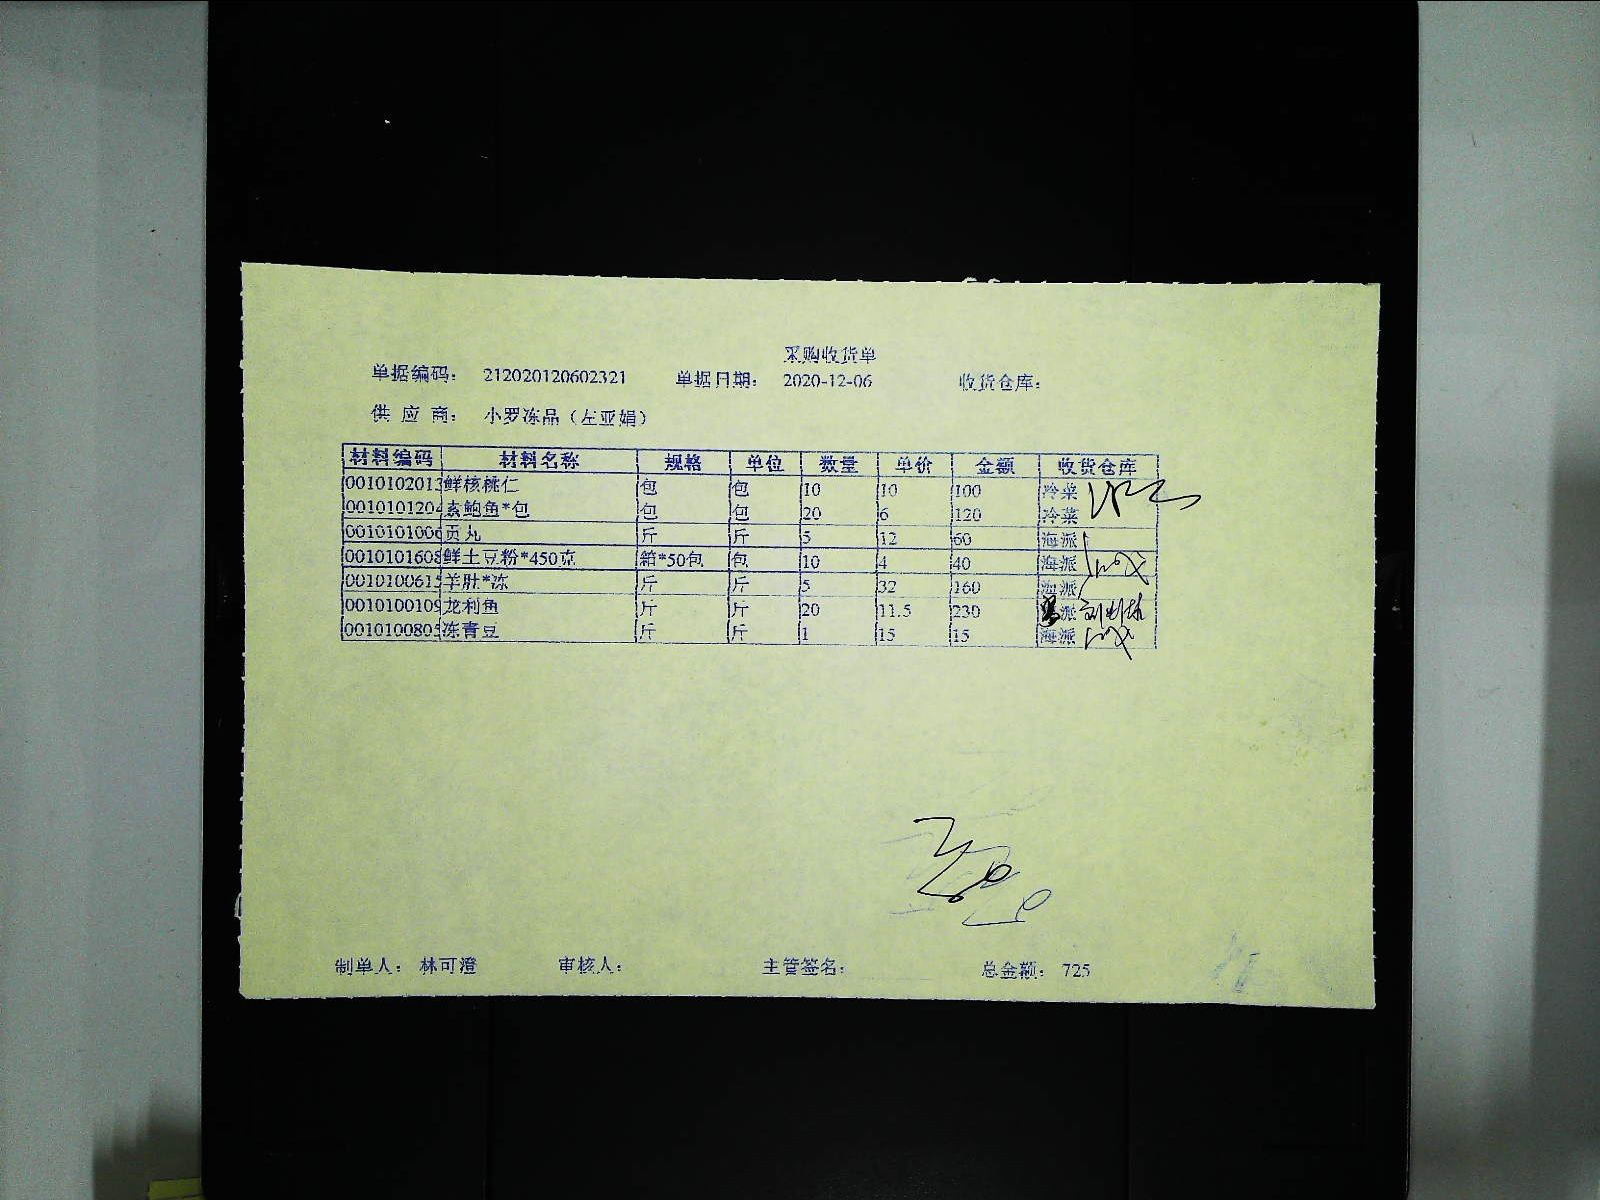 采购收货单
单据编码： 212020120602321 单据日期： 2020-12-06 收货仓库：
供 应 商： 小罗冻品（左亚娟）
材料编码 材料名称 规格 单位 数量 单价 金额 收货仓库
0010102013 鲜核桃仁 包 包 10 10 100 冷菜
0010101204 素鲍鱼*包 包 包 20 6 120 冷菜
0010101006 贡丸 斤 斤 5 12 60 海派
0010101608 鲜土豆粉*450克 箱*50包 包 10 4 40 海派
0010100615 羊肚*冻 斤 斤 5 32 160 海派
0010100109 龙利鱼 斤 斤 20 11.5 230 派
0010100805 冻青豆 斤 斤 1 15 15 海派
制单人： 林可澄 审核人： 主管签名： 总金额： 725